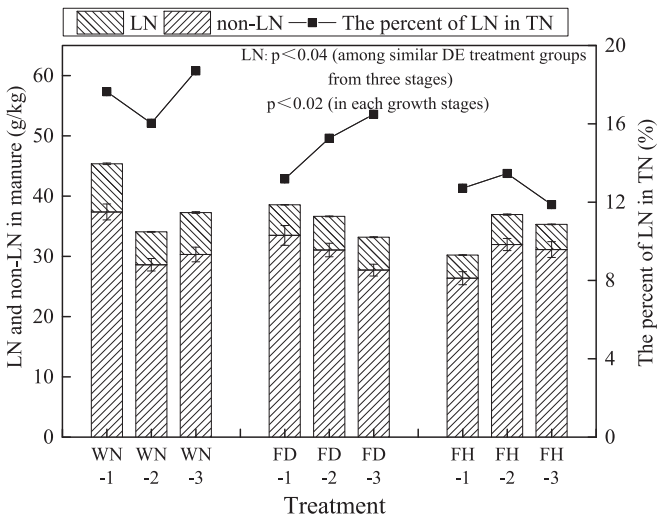 LN non-LN The percent of LN in TN
LN: p<0.04 (among similar DE treatment groups
from three stages)
p<0.02 (in each growth stages)
LN and non-LN in manure (g/kg)
60
50
40
30
20
10
0
The percent of LN in TN (%)
20
16
12
8
4
0
WN WN WN FD FD FD FH FH FH
-1 -2 -3 -1 -2 -3 -1 -2 -3
Treatment